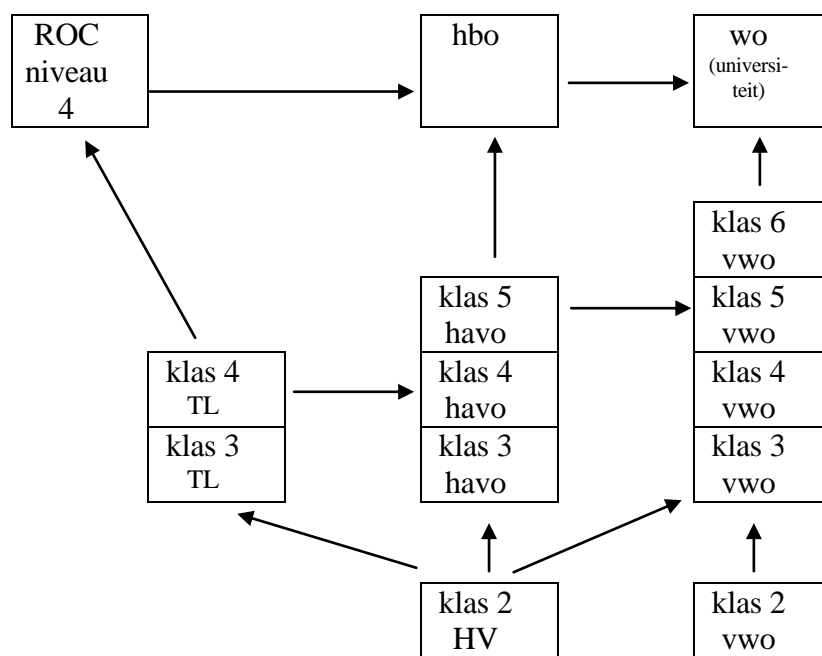 ROC
niveau
4
hbo
wo
(universi-
teit)
klas 6
vwo
klas 5
havo
klas 5
vwo
klas 4
TL
klas 4
havo
klas 4
vwo
klas 3
TL
klas 3
havo
klas 3
vwo
klas 2
HV
klas 2
vwo